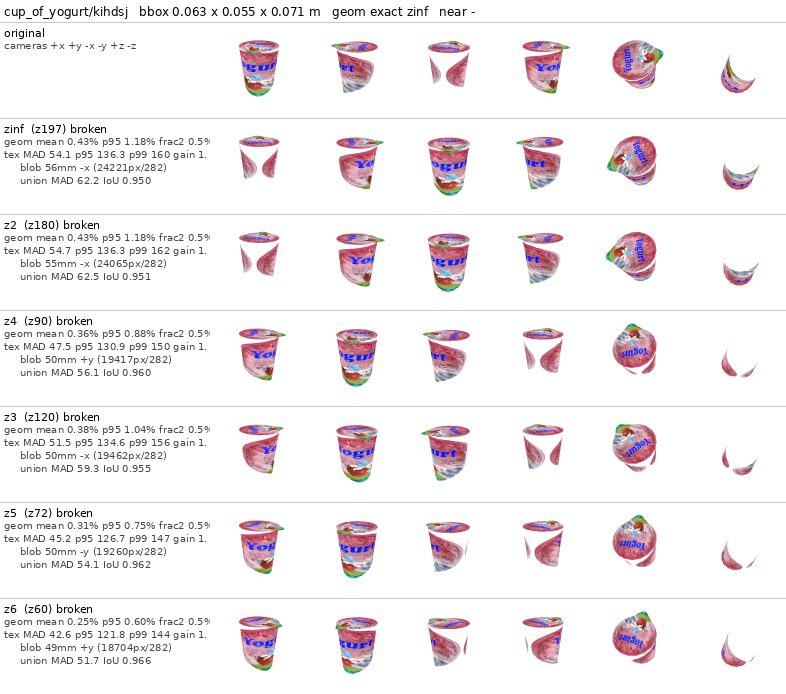 cup_of_yogurt/kihdsj bbox 0.063 x 0.055 x 0.071 m geom exact zinf near -
original
cameras +x +y -x -y +z -z
zinf (z197) broken
geom mean 0.43% p95 1.18% frac2 0.5%
tex MAD 54.1 p95 136.3 p99 160 gain 1.
blob 56mm -x (24221px/282)
union MAD 62.2 IoU 0.950
z2 (z180) broken
geom mean 0.43% p95 1.18% frac2 0.5%
tex MAD 54.7 p95 136.3 p99 162 gain 1.
blob 55mm -x (24065px/282)
union MAD 62.5 IoU 0.951
z4 (z90) broken
geom mean 0.36% p95 0.88% frac2 0.5%
tex MAD 47.5 p95 130.9 p99 150 gain 1.
blob 50mm +y (19417px/282)
union MAD 56.1 IoU 0.960
z3 (z120) broken
geom mean 0.38% p95 1.04% frac2 0.5%
tex MAD 51.5 p95 134.6 p99 156 gain 1.
blob 50mm -x (19462px/282)
union MAD 59.3 IoU 0.955
z5 (z72) broken
geom mean 0.31% p95 0.75% frac2 0.5%
tex MAD 45.2 p95 126.7 p99 147 gain 1.
blob 50mm -y (19260px/282)
union MAD 54.1 IoU 0.962
z6 (z60) broken
geom mean 0.25% p95 0.60% frac2 0.5%
tex MAD 42.6 p95 121.8 p99 144 gain 1.
blob 49mm +y (18704px/282)
union MAD 51.7 IoU 0.966